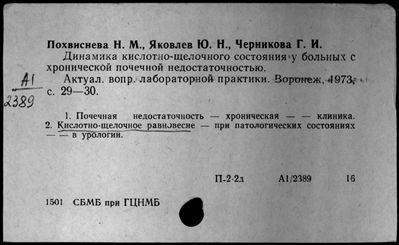 Похвиснева Н. М., Яковлев Ю. Н., Черникова Г. И.
Динамика кислотно-щелочного состояния у больных с
хронической почечной недостаточностью.
Актуал. вопр. лабораторной практики. Воронеж, 1973,
с. 29—30.
А1
2389
1. Почечная недостаточность — хроническая — — клиника.
2. Кислотно-щелочное равновесие — при патологических состояниях
— — в урологии.
П-2-2д А1/2389 16
1501 СБМБ при ГЦНМБ